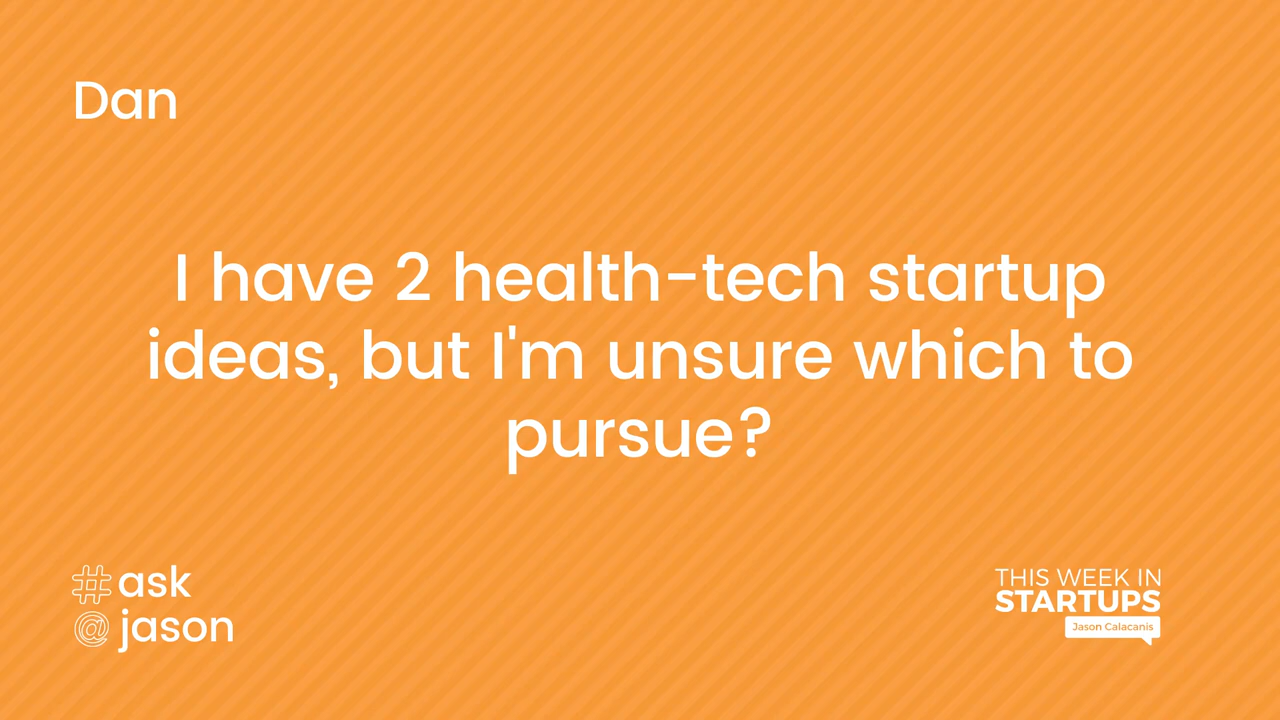 Dan
I have 2 health-tech startup
ideas, but I'm unsure which to
pursue?
#ask
@jason
THIS WEEK IN
STARTUPS
Jason Calacanis